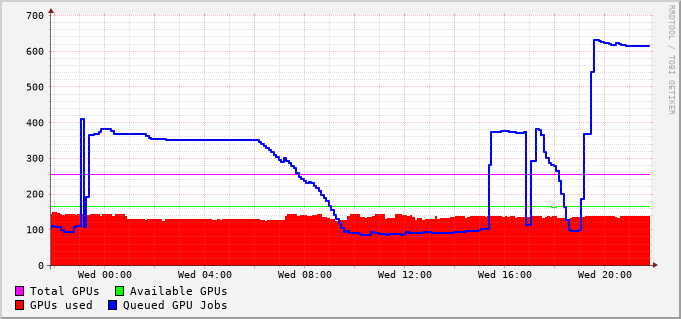 700
600
500
400
300
200
100
0
Wed 00:00 Wed 04:00 Wed 08:00 Wed 12:00 Wed 16:00 Wed 20:00
Total GPUs Available GPUs
GPUs used Queued GPU Jobs
RRDTOOL / TOBI OETIKER